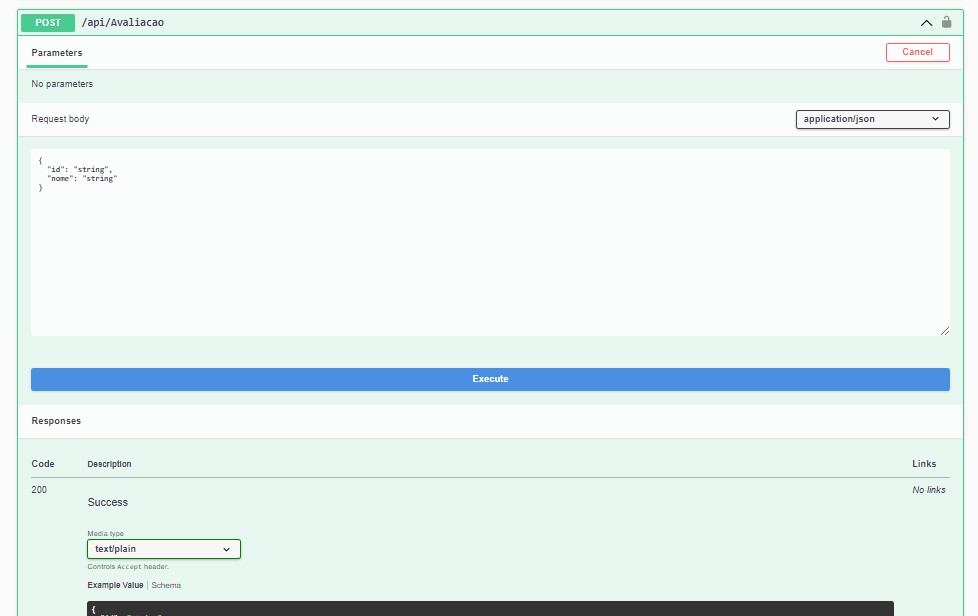 POST /api/Avaliacao
Parameters
Cancel
No parameters
Request body
application/json
{
"id": "string",
"nome": "string"
}
Execute
Responses
Code Description Links
200 Success No links
Media type
text/plain
Controls Accept header.
Example Value | Schema
{